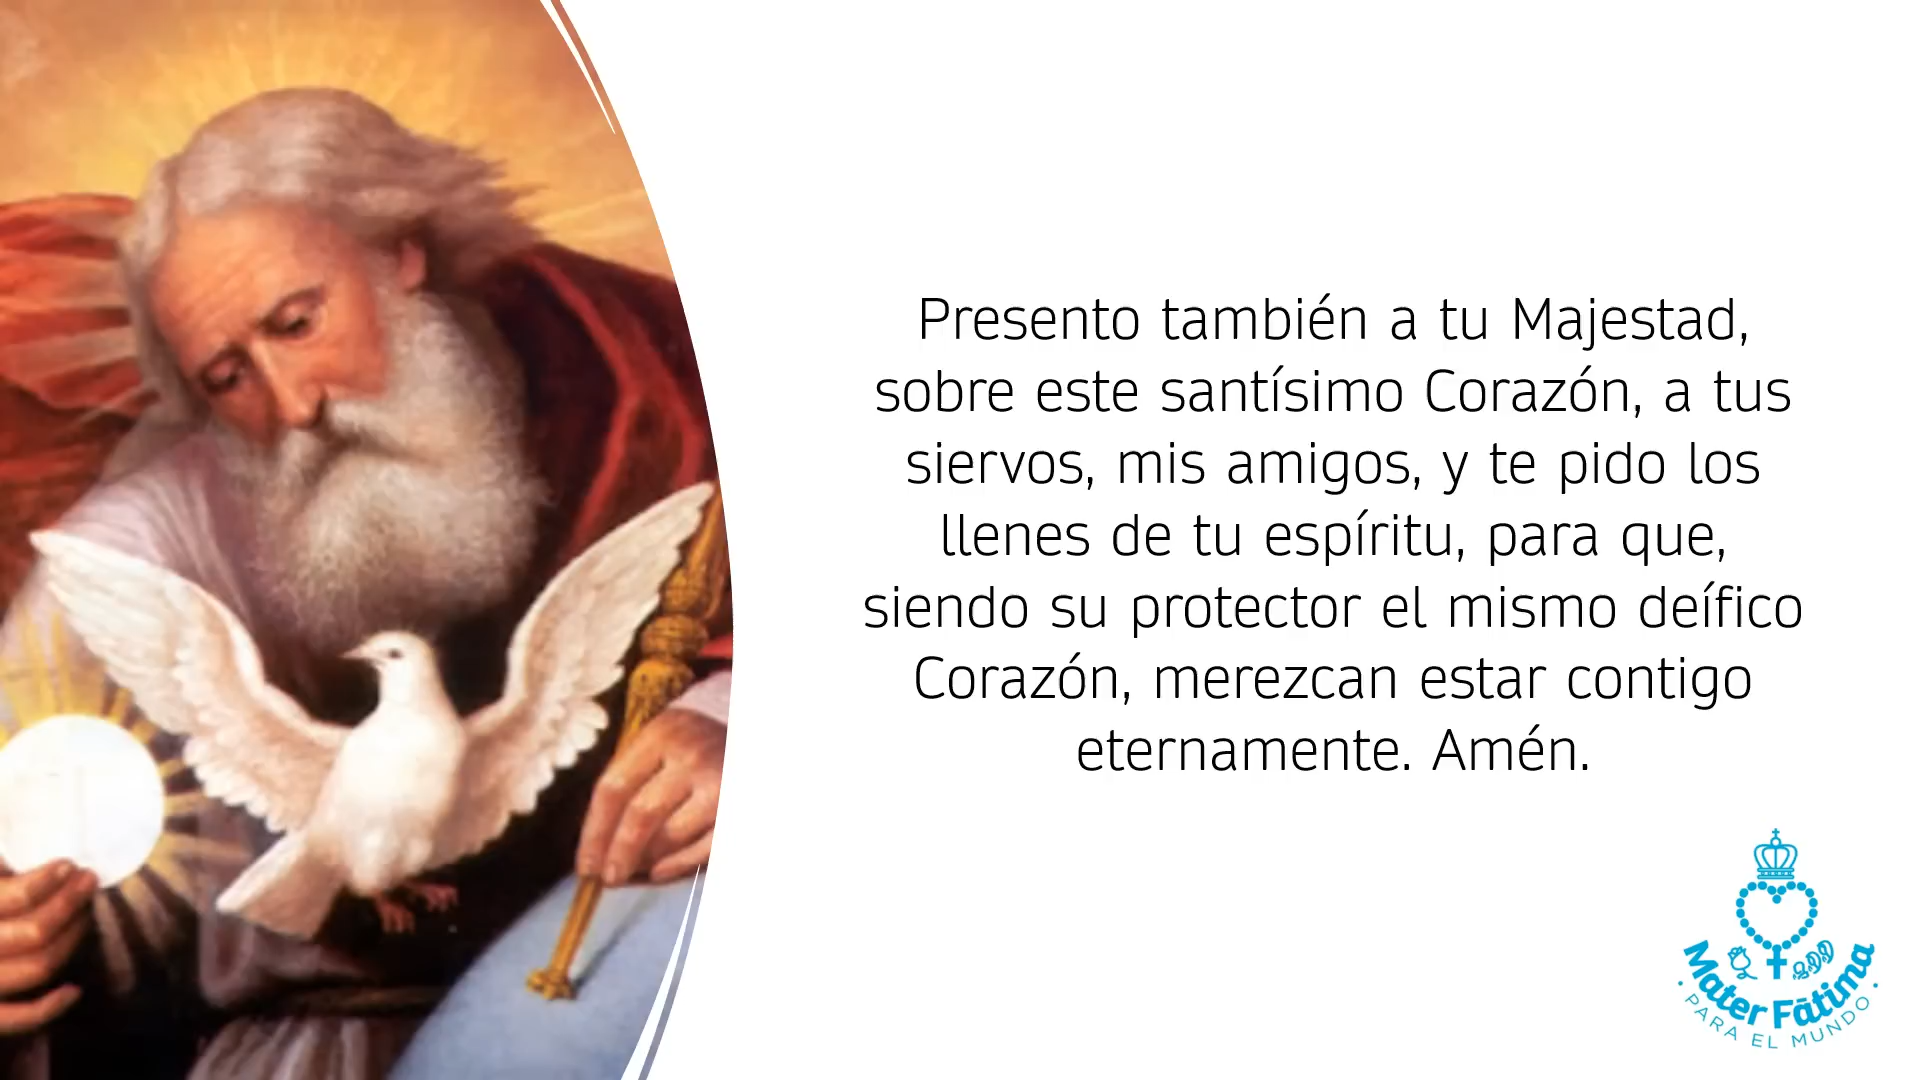 Presento también a tu Majestad,
sobre este santísimo Corazón, a tus
siervos, mis amigos, y te pido los
llenes de tu espíritu, para que,
siendo su protector el mismo deífico
Corazón, merezcan estar contigo
eternamente. Amén.
Mater Fātima
· PARA EL MUNDO ·